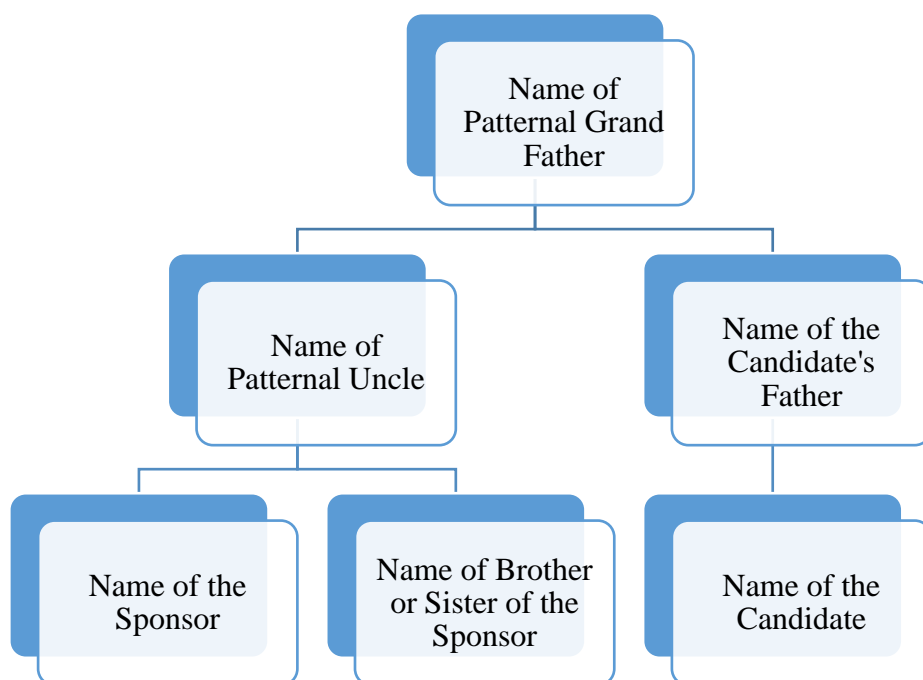 Name of
Patternal Grand
Father
Name of
Patternal Uncle
Name of the
Candidate's
Father
Name of the
Sponsor
Name of Brother
or Sister of the
Sponsor
Name of the
Candidate